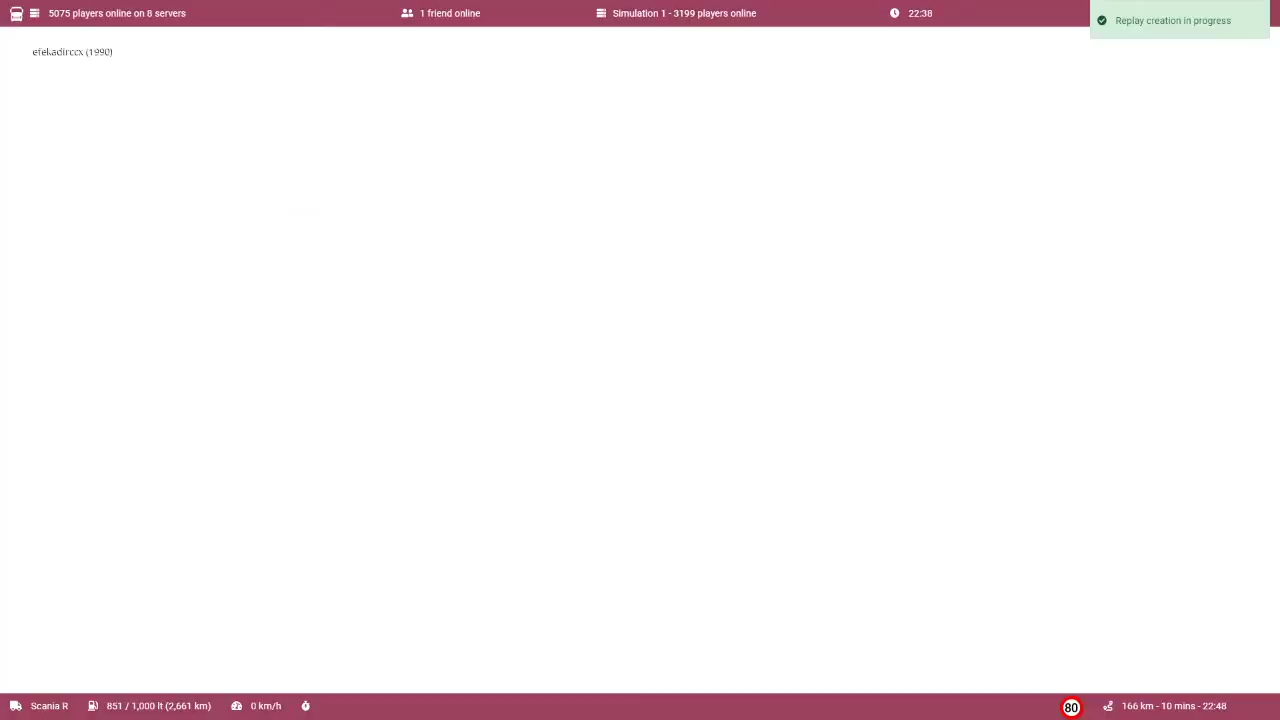 5075 players online on 8 servers
1 friend online
Simulation 1 - 3199 players online
22:38
Replay creation in progress
efekadirccx (1990)
Scania R
851 / 1,000 lt (2,661 km)
0 km/h
80
166 km - 10 mins - 22:48